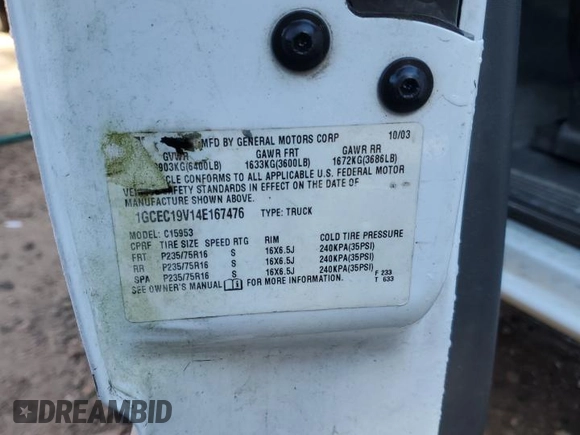 MFD BY GENERAL MOTORS CORP 10/03
GVWR GAWR FRT GAWR RR
903KG(6400LB) 1633KG(3600LB) 1672KG(3686LB)
CLE CONFORMS TO ALL APPLICABLE U.S. FEDERAL MOTOR
SAFETY STANDARDS IN EFFECT ON THE DATE OF
MANUFACTURE SHOWN ABOVE.
1GCEC19V14E167476 TYPE: TRUCK
MODEL: C15953
CPRF TIRE SIZE SPEED RTG RIM COLD TIRE PRESSURE
FRT P235/75R16 S 16X6.5J 240KPA(35PSI)
RR P235/75R16 S 16X6.5J 240KPA(35PSI)
SPA P235/75R16 S 16X6.5J 240KPA(35PSI)
SEE OWNER'S MANUAL FOR MORE INFORMATION.
F 233
T 633
DREAMBID